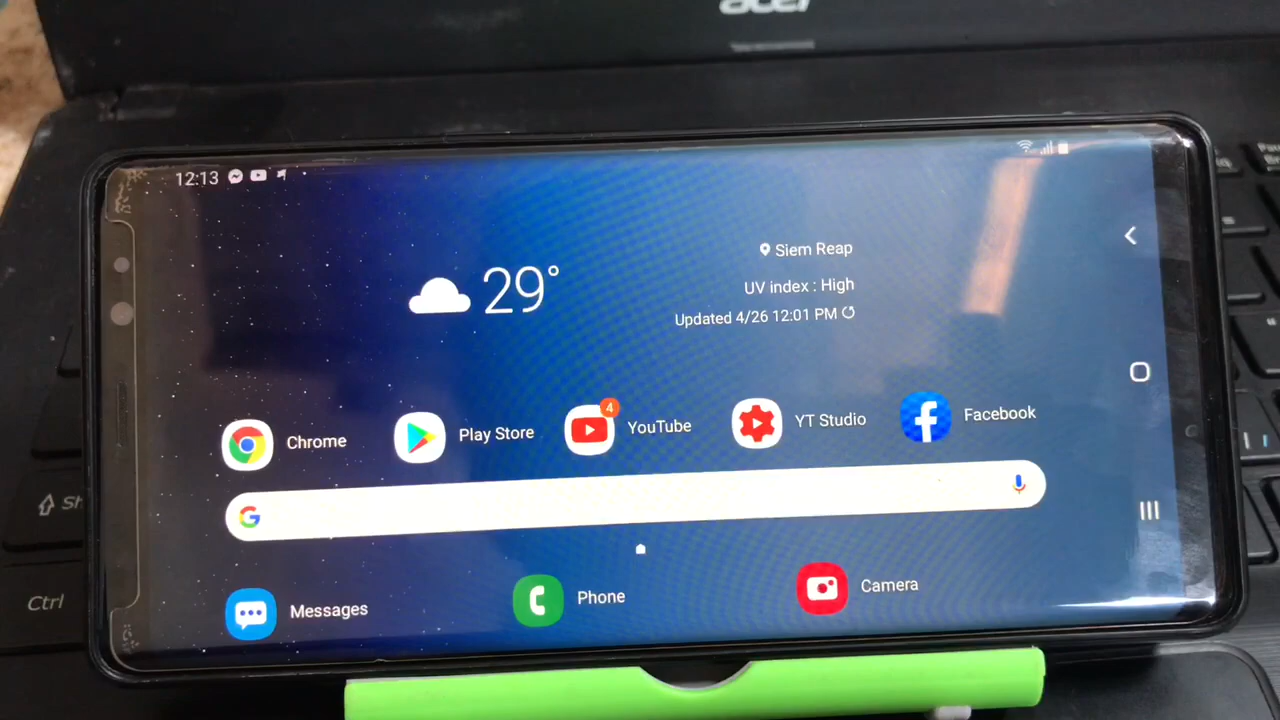 acer
12:13
29°
Siem Reap
UV index : High
Updated 4/26 12:01 PM
Chrome
Play Store
4
YouTube
YT Studio
Facebook
G
Messages
Phone
Camera
Ctrl